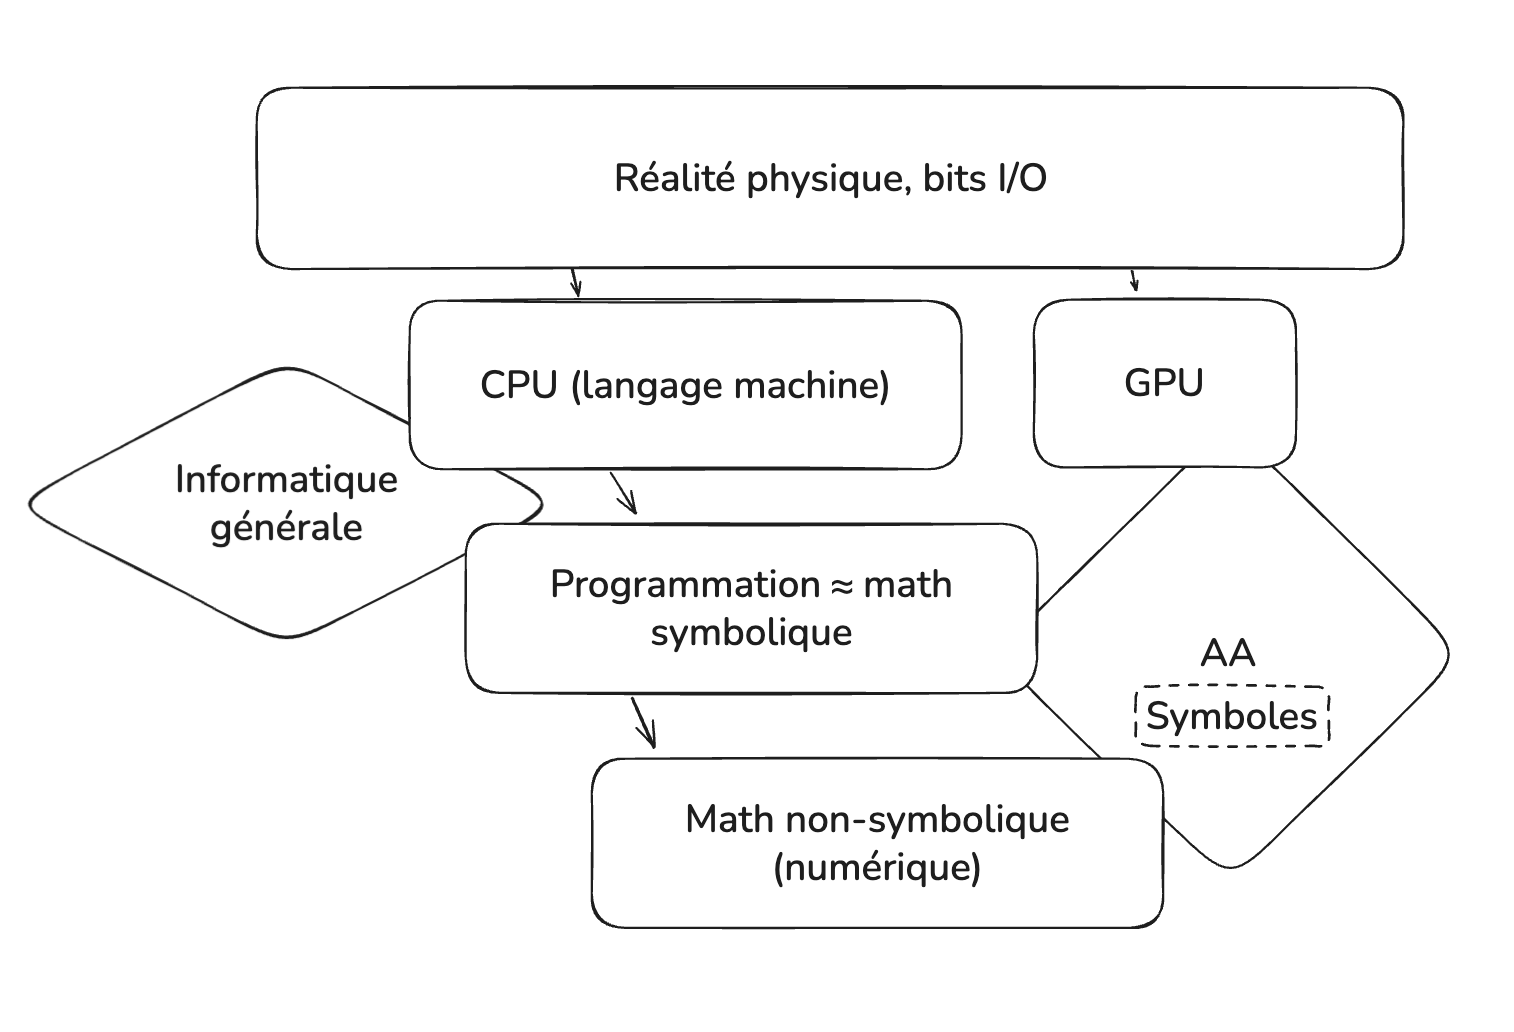 Réalité physique, bits I/O
CPU (langage machine)
GPU
Informatique
générale
Programmation ≈ math
symbolique
AA
Symboles
Math non-symbolique
(numérique)